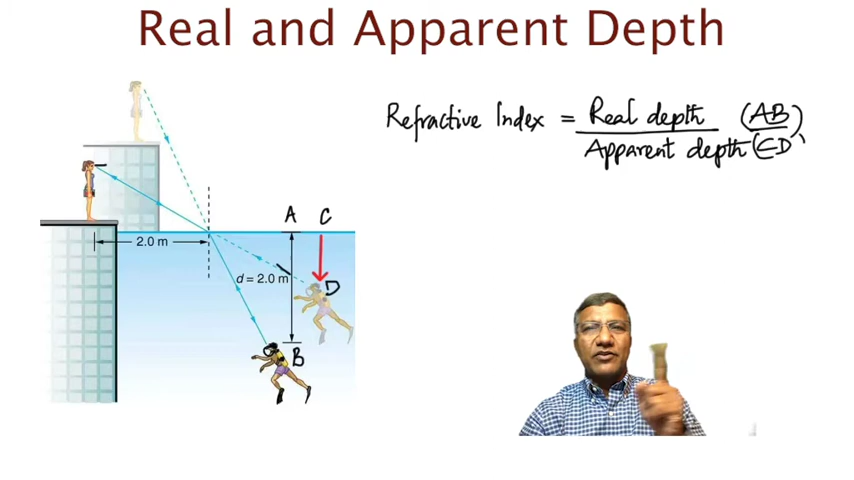 Real and Apparent Depth
Refractive Index = Real depth (AB)
Apparent depth (CD)
A C
2.0 m
d = 2.0 m
D
B